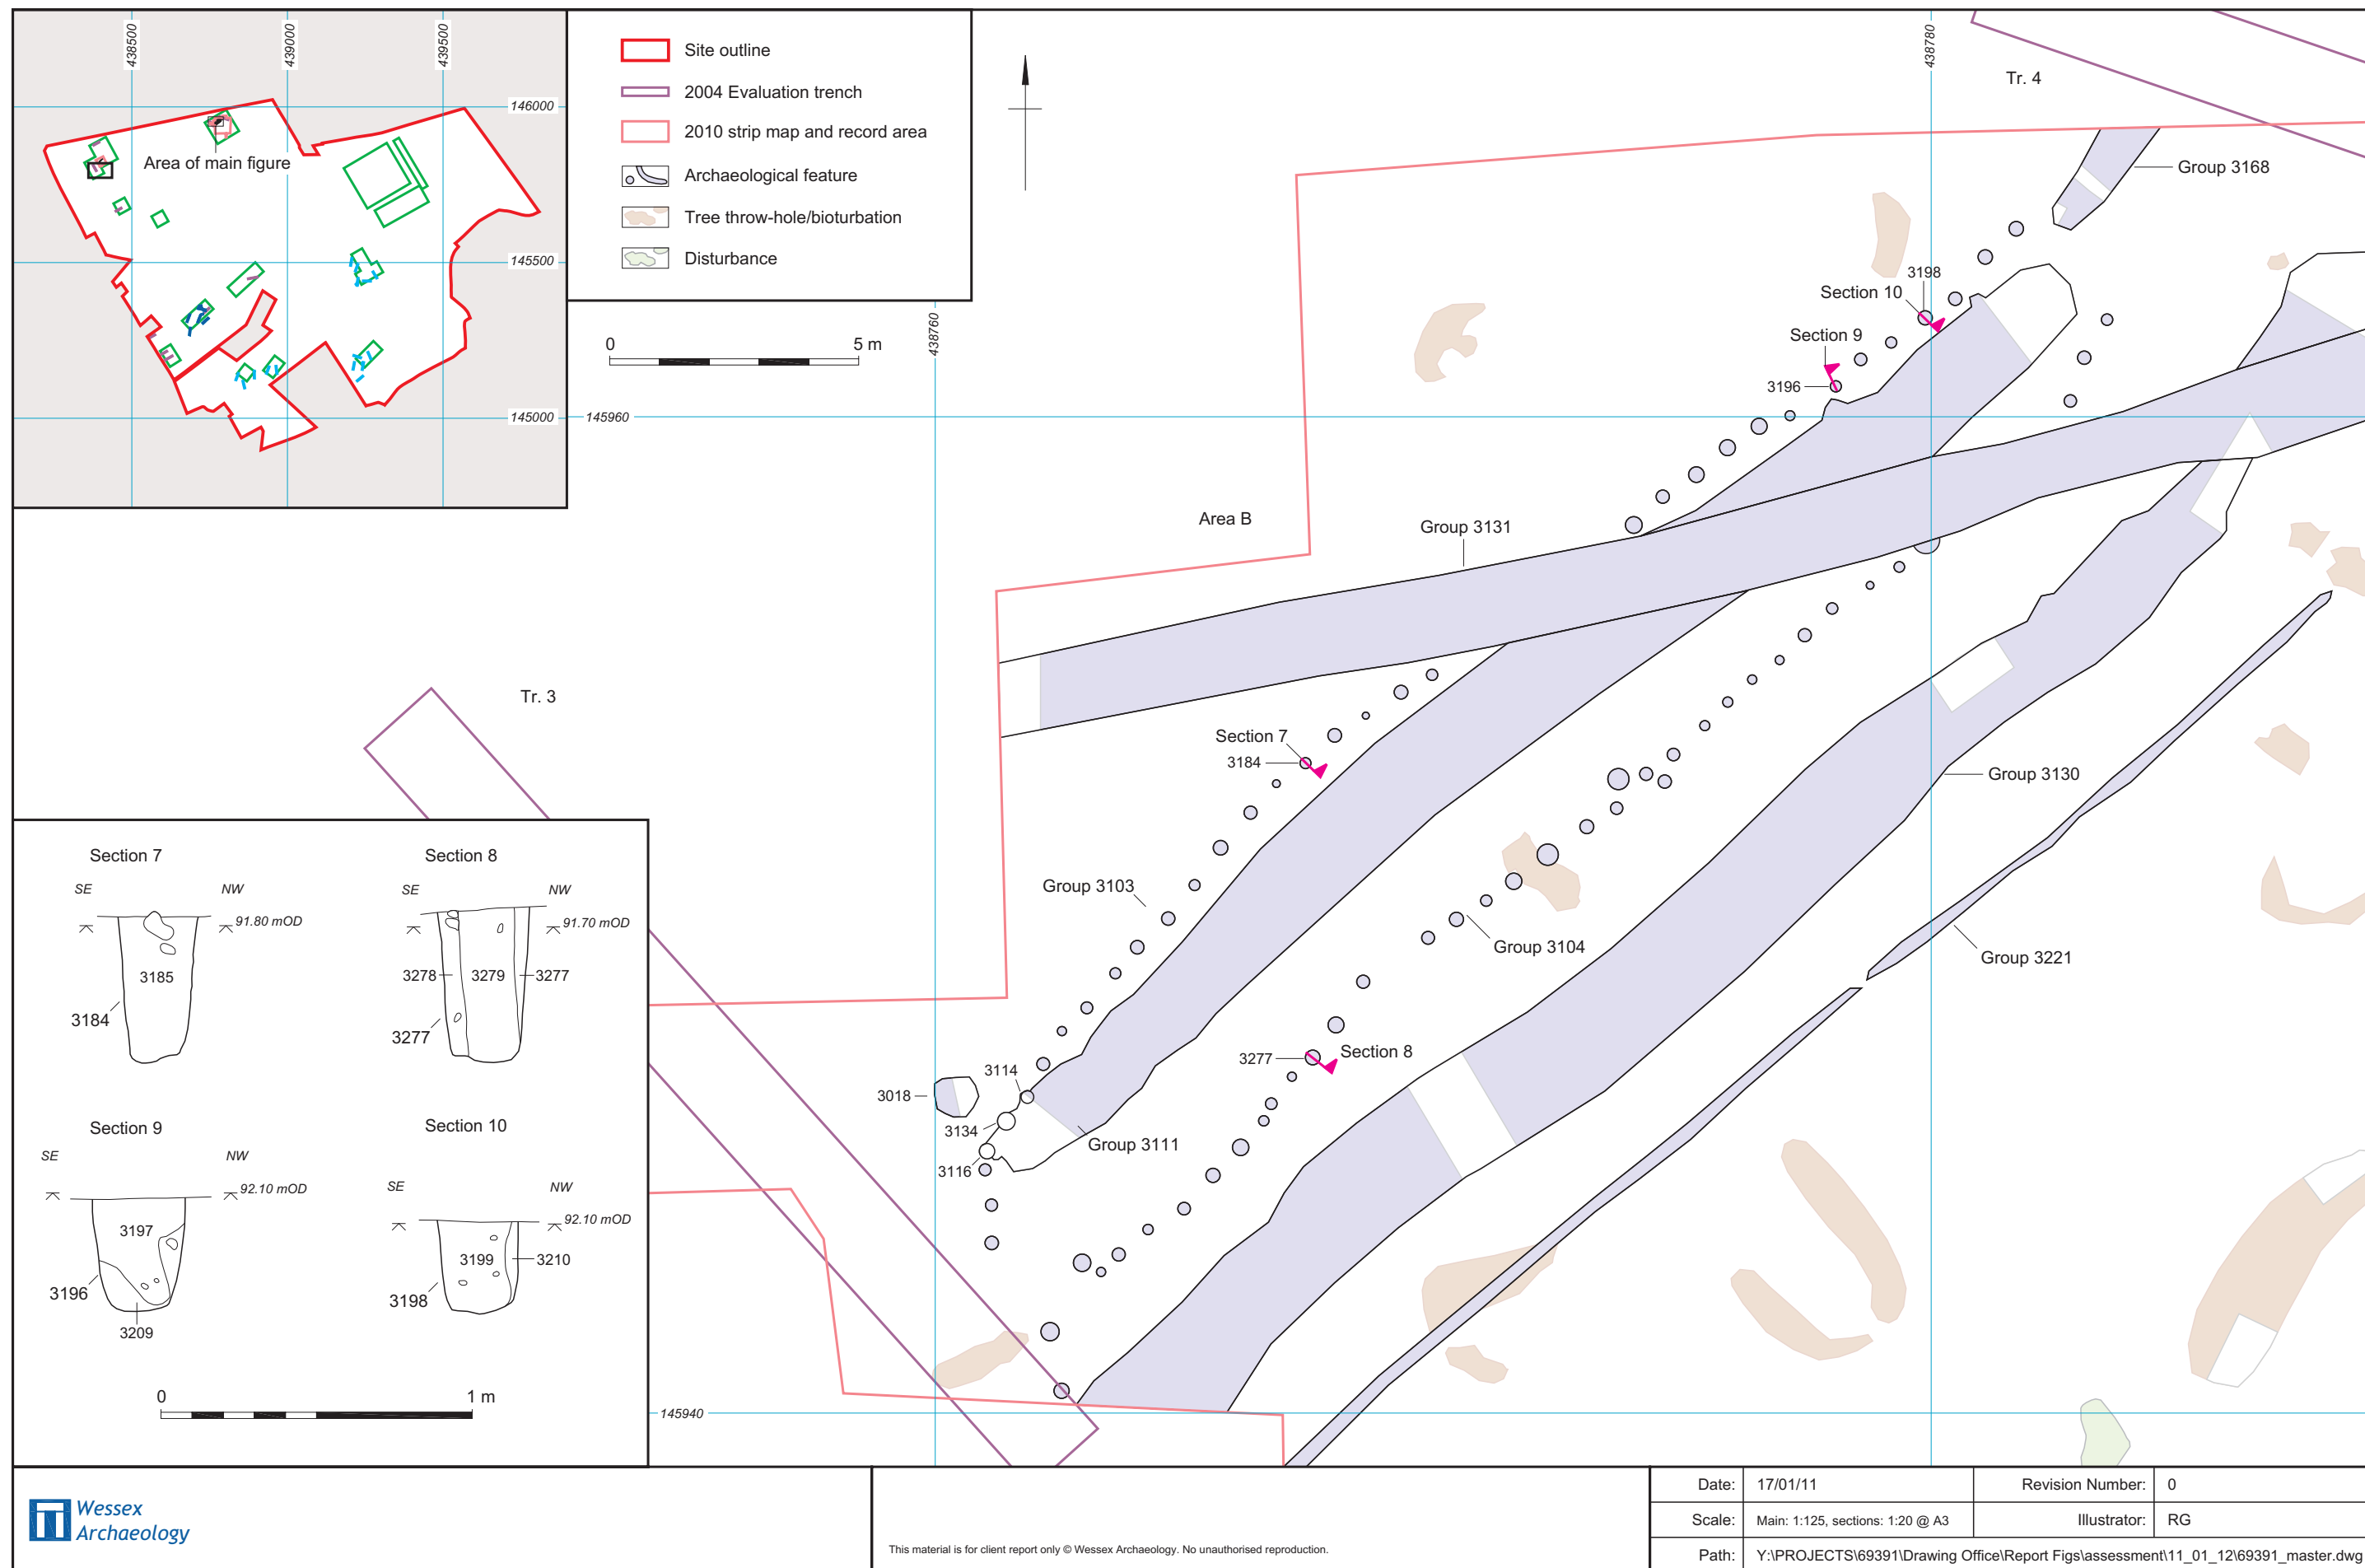 438500
439000
439500
146000
145500
145000
Area of main figure
Site outline
2004 Evaluation trench
2010 strip map and record area
Archaeological feature
Tree throw-hole/bioturbation
Disturbance
0 5 m
438760
438780
145960
145940
Tr. 4
Group 3168
3198
Section 10
Section 9
3196
Area B
Group 3131
Tr. 3
Section 7
3184
Group 3103
Group 3130
Group 3104
Group 3221
3277
Section 8
3114
3018
3134
Group 3111
3116
Section 7
SE NW
91.80 mOD
3185
3184
Section 8
SE NW
91.70 mOD
3278 3279 3277
3277
Section 9
SE NW
92.10 mOD
3197
3196
3209
Section 10
SE NW
92.10 mOD
3199 3210
3198
0 1 m
Wessex
Archaeology
This material is for client report only © Wessex Archaeology. No unauthorised reproduction.
Date: 17/01/11 Revision Number: 0
Scale: Main: 1:125, sections: 1:20 @ A3 Illustrator: RG
Path: Y:\PROJECTS\69391\Drawing Office\Report Figs\assessment\11_01_12\69391_master.dwg